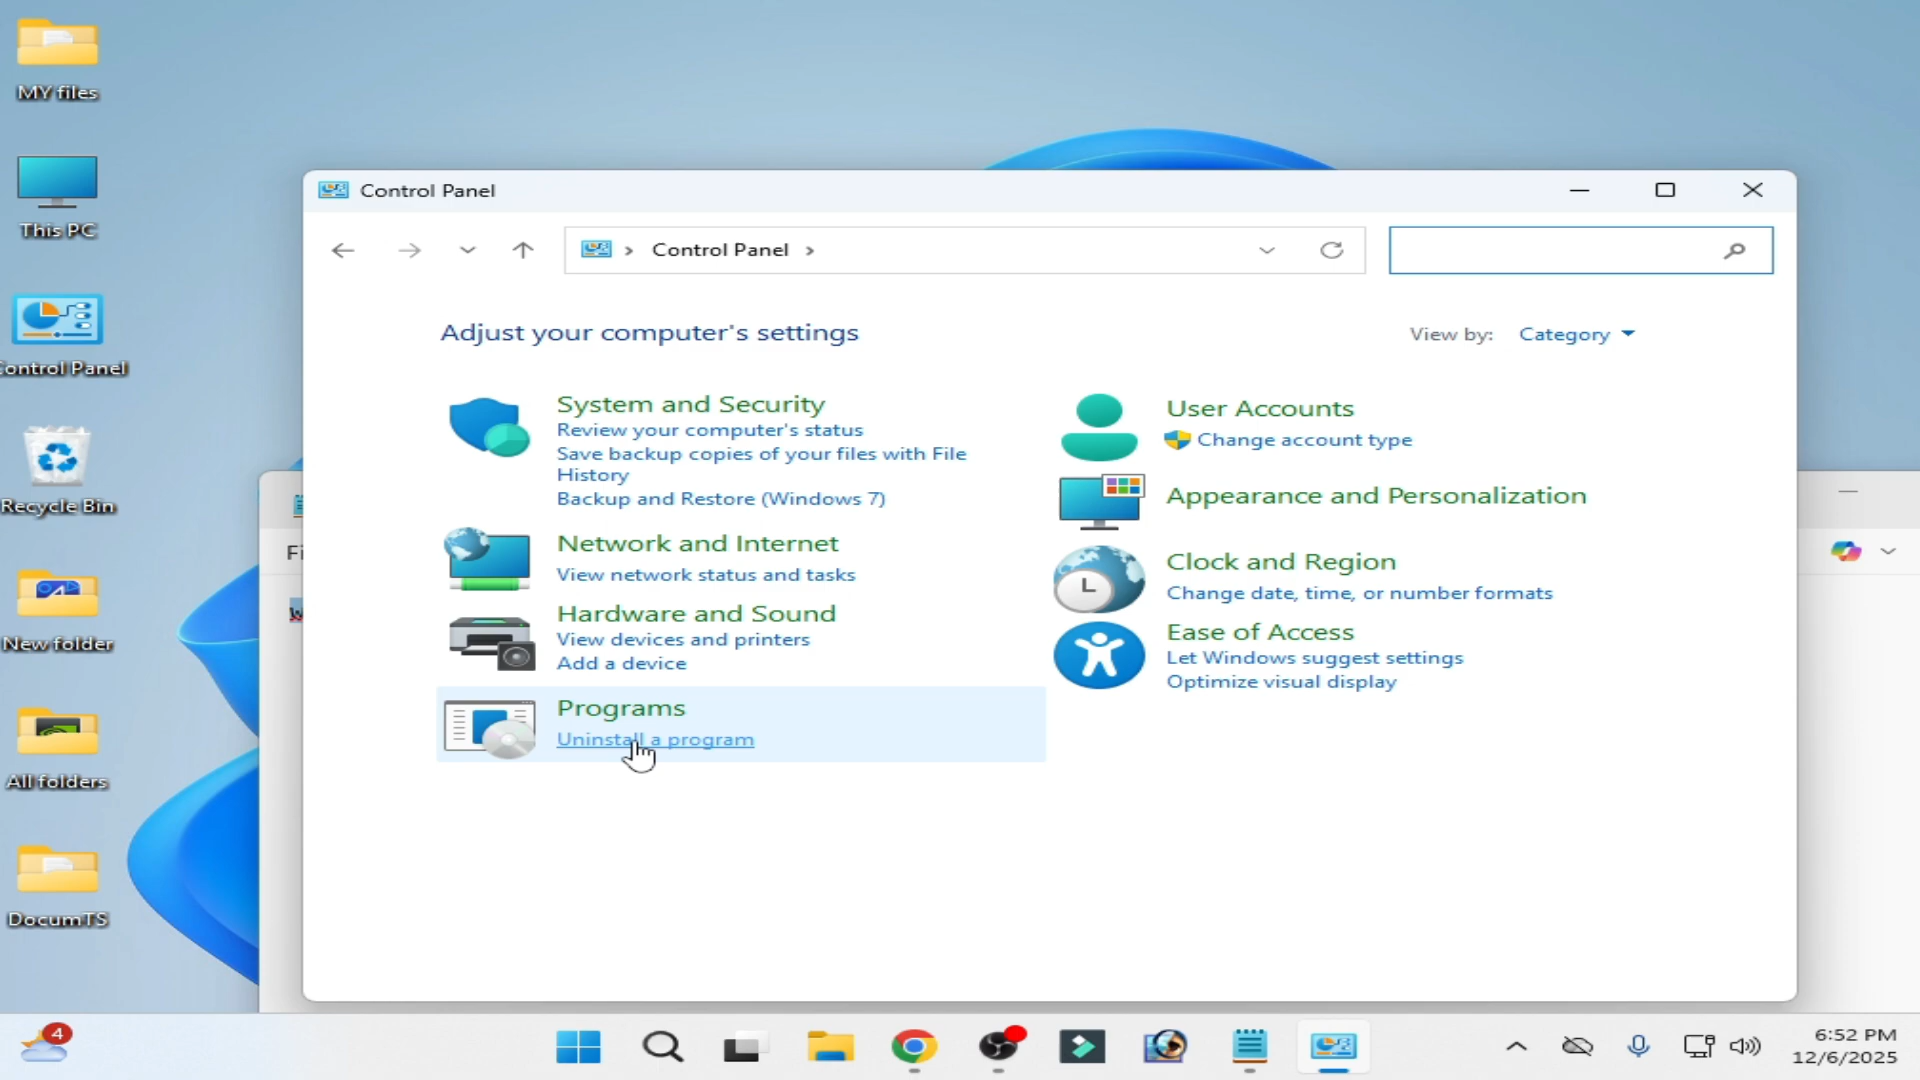 MY files
This PC
Control Panel
Recycle Bin
New folder
All folders
DocumTS
Control Panel
Control Panel
Adjust your computer's settings
View by: Category
System and Security
Review your computer's status
Save backup copies of your files with File
History
Backup and Restore (Windows 7)
Network and Internet
View network status and tasks
Hardware and Sound
View devices and printers
Add a device
Programs
Uninstall a program
User Accounts
Change account type
Appearance and Personalization
Clock and Region
Change date, time, or number formats
Ease of Access
Let Windows suggest settings
Optimize visual display
Fi
4
6:52 PM
12/6/2025